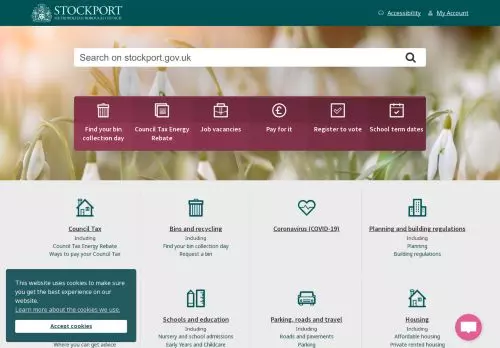 STOCKPORT
METROPOLITAN BOROUGH COUNCIL
Accessibility
My Account
Search on stockport.gov.uk
Find your bin
collection day
Council Tax Energy
Rebate
Job vacancies
Pay for it
Register to vote
School term dates
Council Tax
Including
Council Tax Energy Rebate
Ways to pay your Council Tax
Bins and recycling
Including
Find your bin collection day
Request a bin
Coronavirus (COVID-19)
Planning and building regulations
Including
Planning
Building regulations
This website uses cookies to make sure
you get the best experience on our
website.
Learn more about the cookies we use.
Accept cookies
Where you can get advice
Schools and education
Including
Nursery and school admissions
Early Years and Childcare
Parking, roads and travel
Including
Roads and pavements
Parking
Housing
Including
Affordable housing
Private rented housing